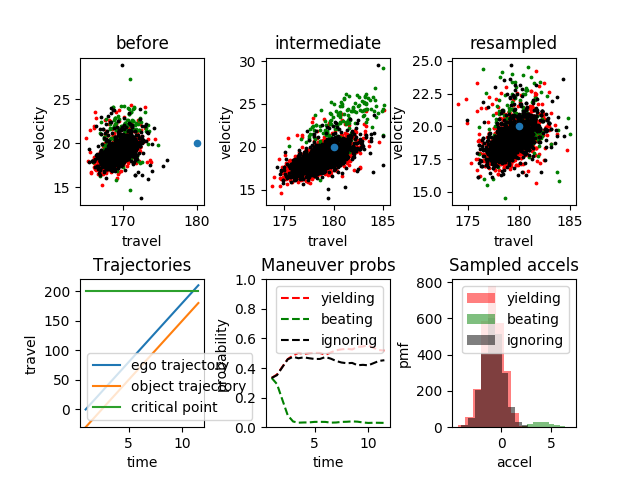 before
intermediate
resampled
velocity
25
20
15
170
180
travel
velocity
30
25
20
15
175
180
185
travel
velocity
25.0
22.5
20.0
17.5
15.0
175
180
185
travel
Trajectories
Maneuver probs
Sampled accels
travel
200
150
100
50
0
ego trajectory
object trajectory
critical point
5
10
time
probability
1.0
0.8
0.6
0.4
0.2
0.0
yielding
beating
ignoring
5
10
time
pmf
800
600
400
200
0
yielding
beating
ignoring
0
5
accel